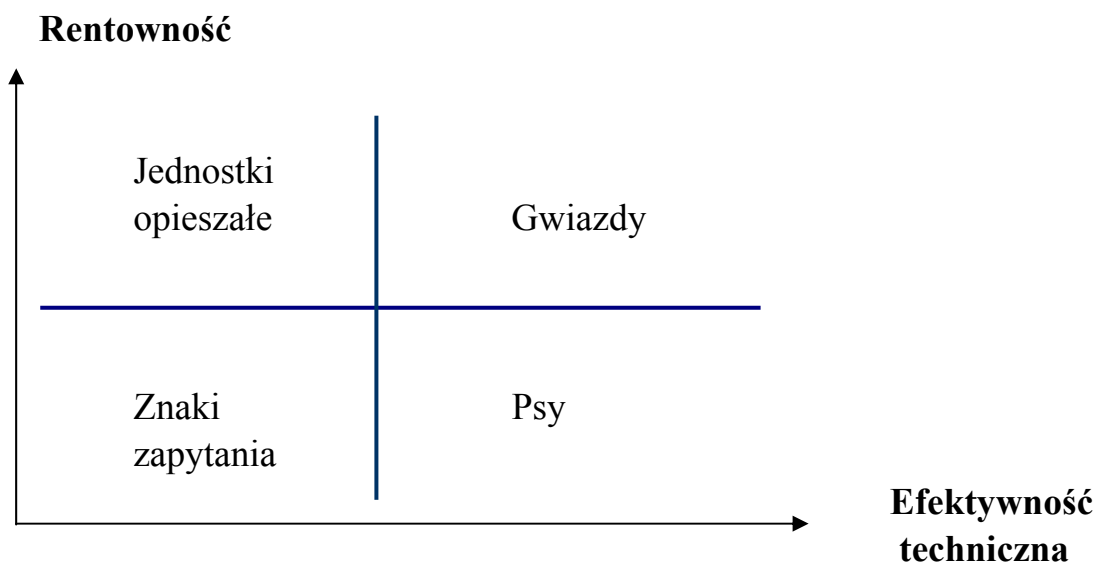 Rentowność
Jednostki
opieszałe
Gwiazdy
Znaki
zapytania
Psy
Efektywność
techniczna